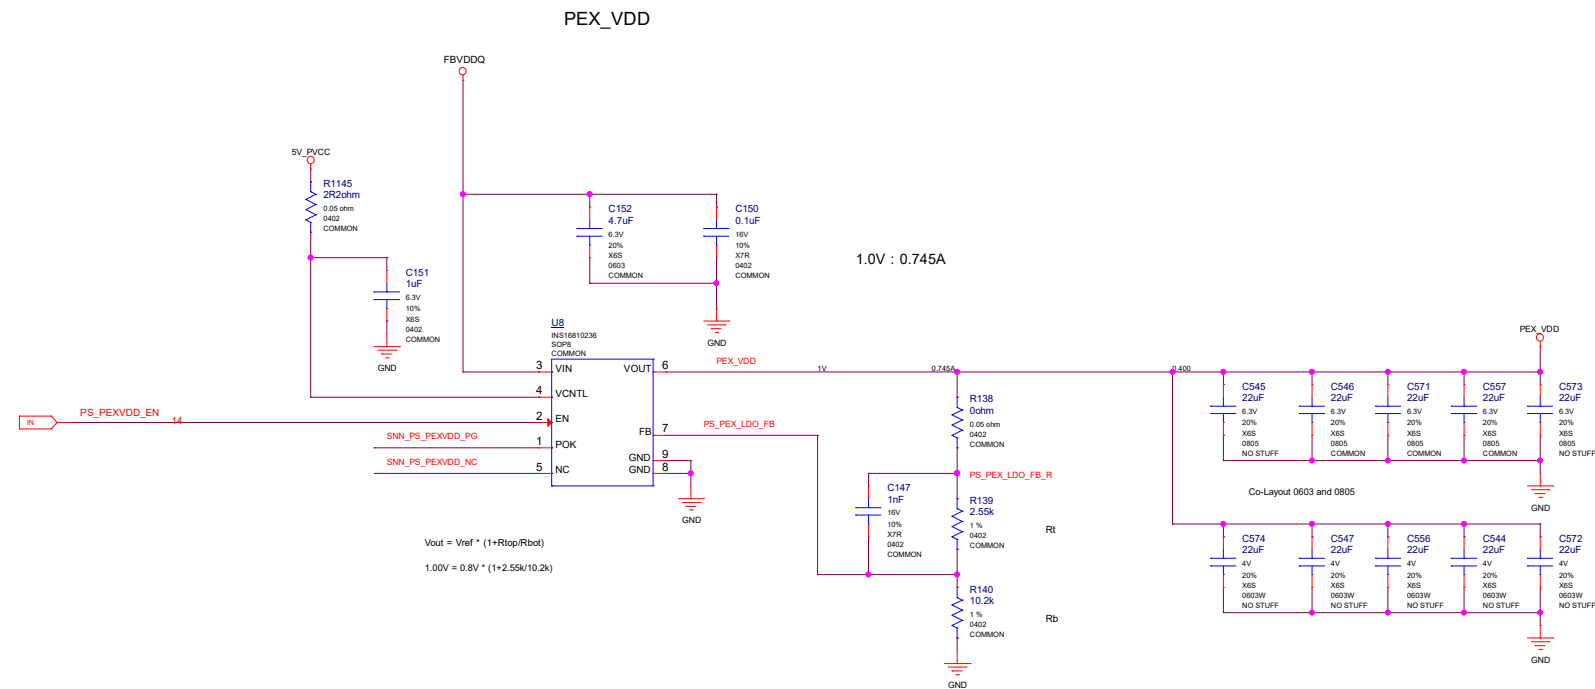 PEX_VDD
FBVDDQ
5V_PVCC
R1145
2R2ohm
0.05 ohm
0402
COMMON
C151
1uF
6.3V
10%
X6S
0402
COMMON
GND
C152
4.7uF
6.3V
20%
X6S
0603
COMMON
C150
0.1uF
16V
10%
X7R
0402
COMMON
GND
1.0V : 0.745A
U8
INS16810236
SOP8
COMMON
3 VIN
4 VCNTL
2 EN
1 POK
5 NC
VOUT 6
FB 7
GND 9
GND 8
GND
IN
PS_PEXVDD_EN
14
SNN_PS_PEXVDD_PG
SNN_PS_PEXVDD_NC
PEX_VDD
1V
0.745A
0.400
PS_PEX_LDO_FB
R138
0ohm
0.05 ohm
0402
COMMON
PS_PEX_LDO_FB_R
C147
1nF
16V
10%
X7R
0402
COMMON
R139
2.55k
1 %
0402
COMMON
Rt
R140
10.2k
1 %
0402
COMMON
Rb
GND
Vout = Vref * (1+Rtop/Rbot)
1.00V = 0.8V * (1+2.55k/10.2k)
PEX_VDD
C545
22uF
6.3V
20%
X6S
0805
NO STUFF
C546
22uF
6.3V
20%
X6S
0805
COMMON
C571
22uF
6.3V
20%
X6S
0805
COMMON
C557
22uF
6.3V
20%
X6S
0805
COMMON
C573
22uF
6.3V
20%
X6S
0805
NO STUFF
GND
Co-Layout 0603 and 0805
C574
22uF
4V
20%
X6S
0603W
NO STUFF
C547
22uF
4V
20%
X6S
0603W
NO STUFF
C556
22uF
4V
20%
X6S
0603W
NO STUFF
C544
22uF
4V
20%
X6S
0603W
NO STUFF
C572
22uF
4V
20%
X6S
0603W
NO STUFF
GND